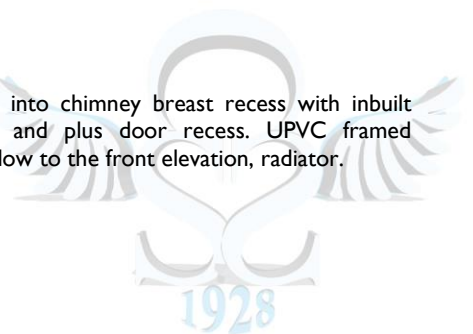 into chimney breast recess with inbuilt
and plus door recess. UPVC framed
low to the front elevation, radiator.
1928